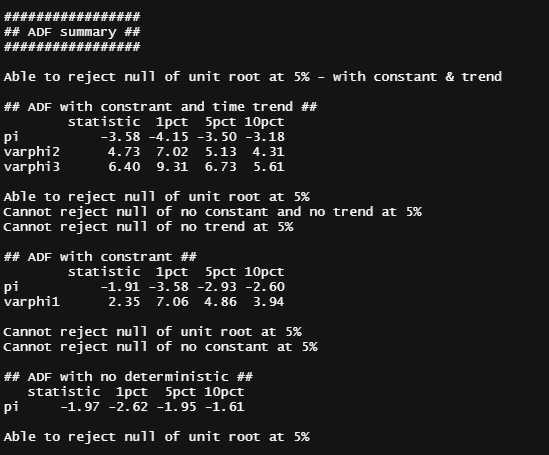 #################
## ADF summary ##
#################
Able to reject null of unit root at 5% - with constant & trend
## ADF with constrant and time trend ##
statistic 1pct 5pct 10pct
pi -3.58 -4.15 -3.50 -3.18
varphi2 4.73 7.02 5.13 4.31
varphi3 6.40 9.31 6.73 5.61
Able to reject null of unit root at 5%
Cannot reject null of no constant and no trend at 5%
Cannot reject null of no trend at 5%
## ADF with constrant ##
statistic 1pct 5pct 10pct
pi -1.91 -3.58 -2.93 -2.60
varphi1 2.35 7.06 4.86 3.94
Cannot reject null of unit root at 5%
Cannot reject null of no constant at 5%
## ADF with no deterministic ##
statistic 1pct 5pct 10pct
pi -1.97 -2.62 -1.95 -1.61
Able to reject null of unit root at 5%